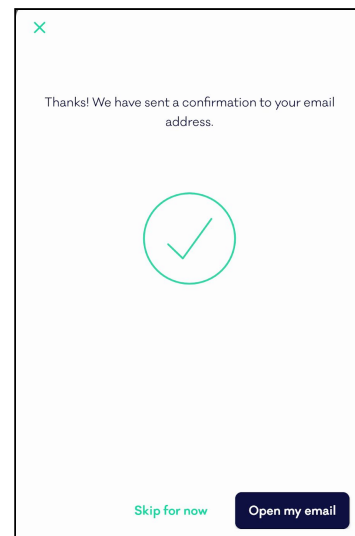 Thanks! We have sent a confirmation to your email
address.
Skip for now
Open my email